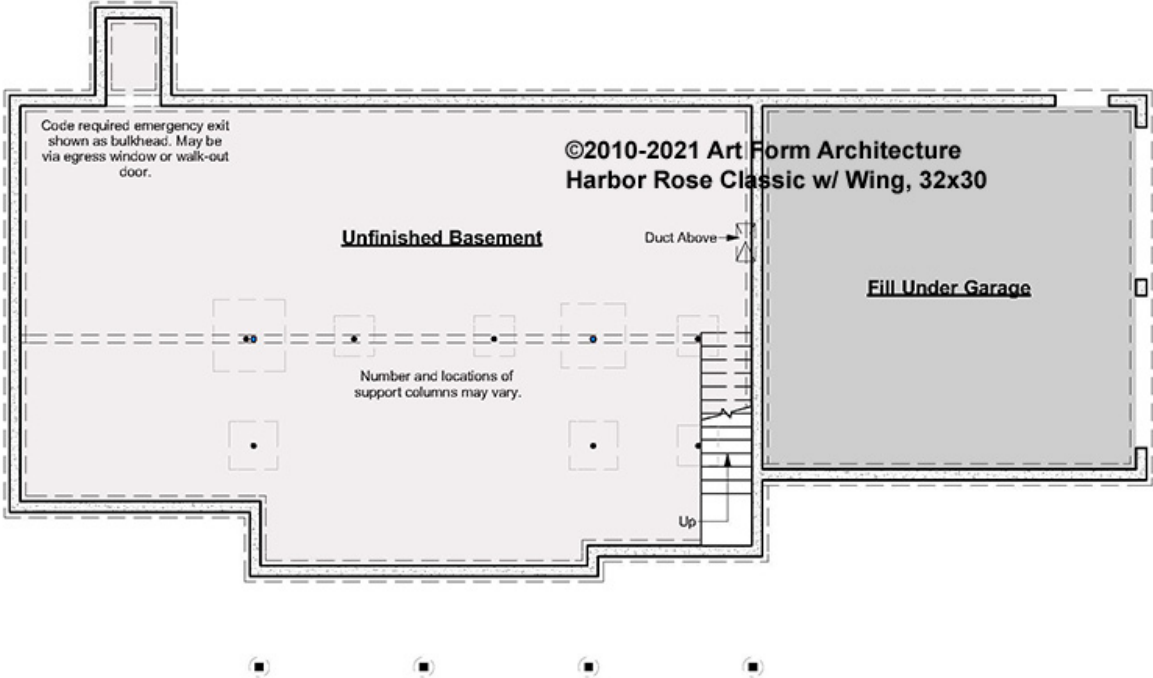 Code required emergency exit
shown as bulkhead. May be
via egress window or walk-out
door.
©2010-2021 Art Form Architecture
Harbor Rose Classic w/ Wing, 32x30
Unfinished Basement
Duct Above
Fill Under Garage
Number and locations of
support columns may vary.
Up